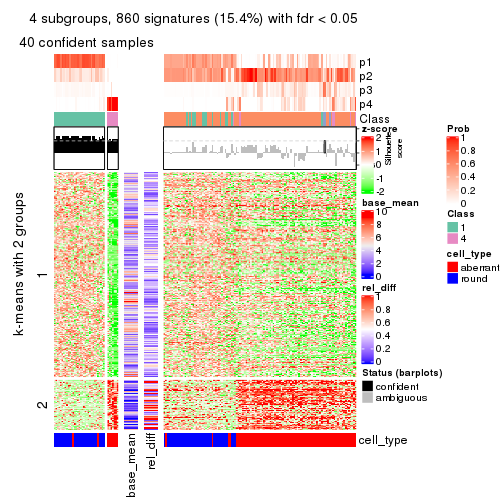 4 subgroups, 860 signatures (15.4%) with fdr < 0.05
40 confident samples
p1
p2
p3
p4
Class
z-score
2
1
0
-1
-2
Silhouette
score
base_mean
10
8
6
4
2
0
rel_diff
1
0.8
0.6
0.4
0.2
0
Status (barplots)
confident
ambiguous
Prob
1
0.8
0.6
0.4
0.2
0
Class
1
4
cell_type
aberrant
round
k-means with 2 groups
1
2
base_mean
rel_diff
cell_type